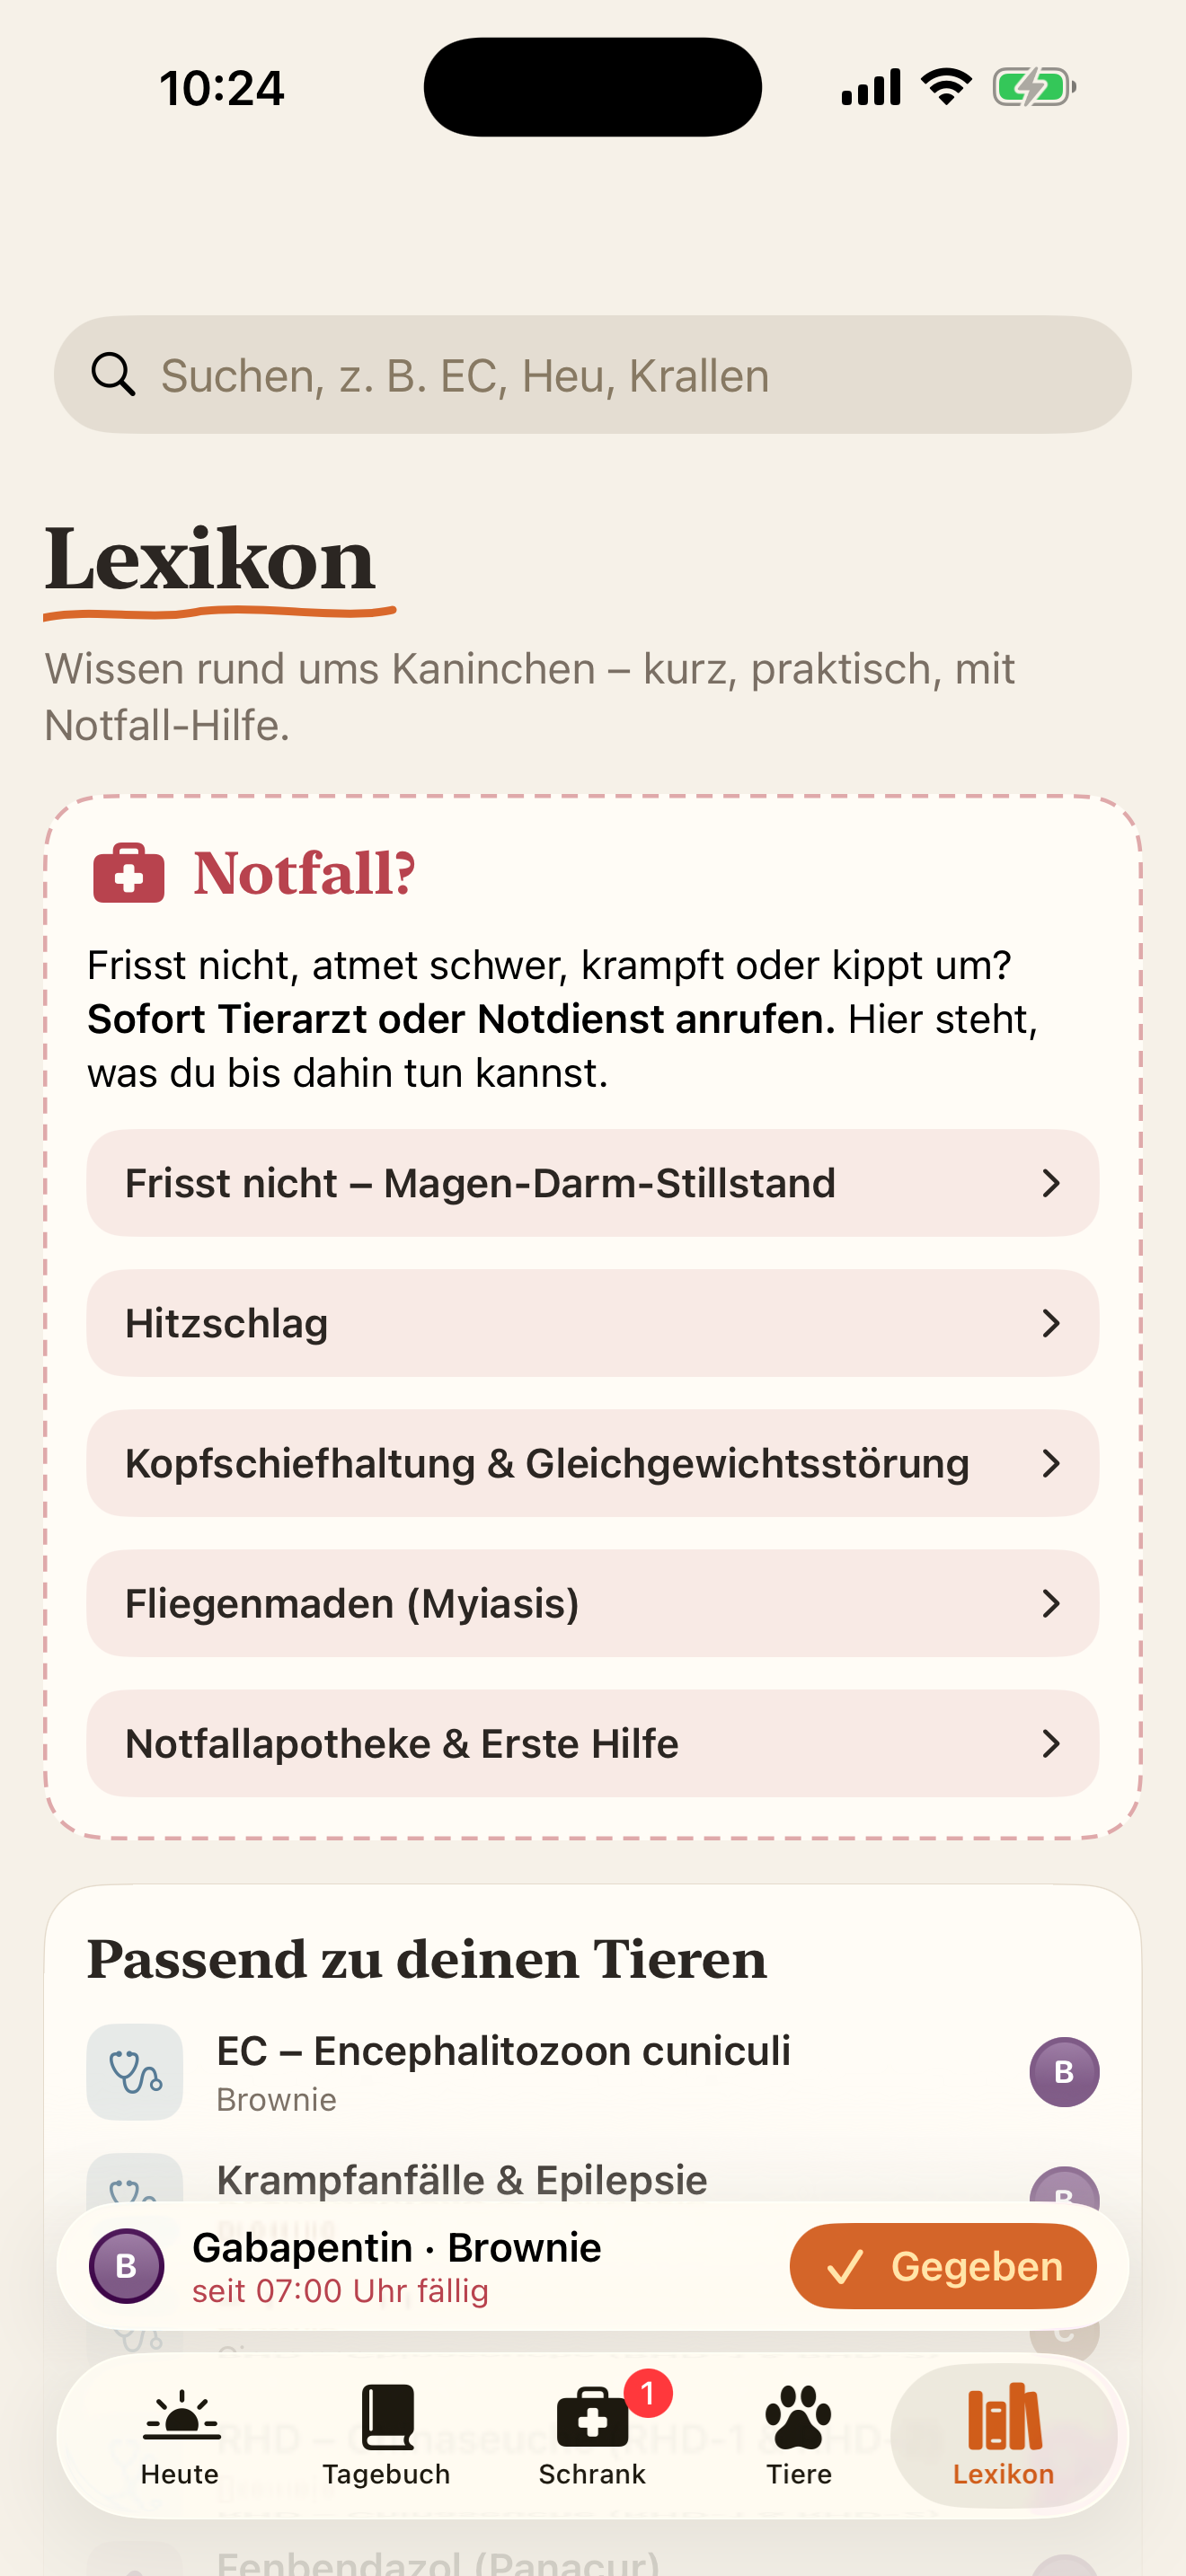 10:24
Suchen, z. B. EC, Heu, Krallen
Lexikon
Wissen rund ums Kaninchen – kurz, praktisch, mit
Notfall-Hilfe.
Notfall?
Frisst nicht, atmet schwer, krampft oder kippt um?
Sofort Tierarzt oder Notdienst anrufen. Hier steht,
was du bis dahin tun kannst.
Frisst nicht – Magen-Darm-Stillstand
Hitzschlag
Kopfschiefhaltung & Gleichgewichtsstörung
Fliegenmaden (Myiasis)
Notfallapotheke & Erste Hilfe
Passend zu deinen Tieren
EC – Encephalitozoon cuniculi
B
Brownie
Krampfanfälle & Epilepsie
B
B
Gabapentin · Brownie
seit 07:00 Uhr fällig
Gegeben
1
RHD –
Heute
Tagebuch
Schrank
Tiere
Lexikon
Fenbendazol (Panacur)